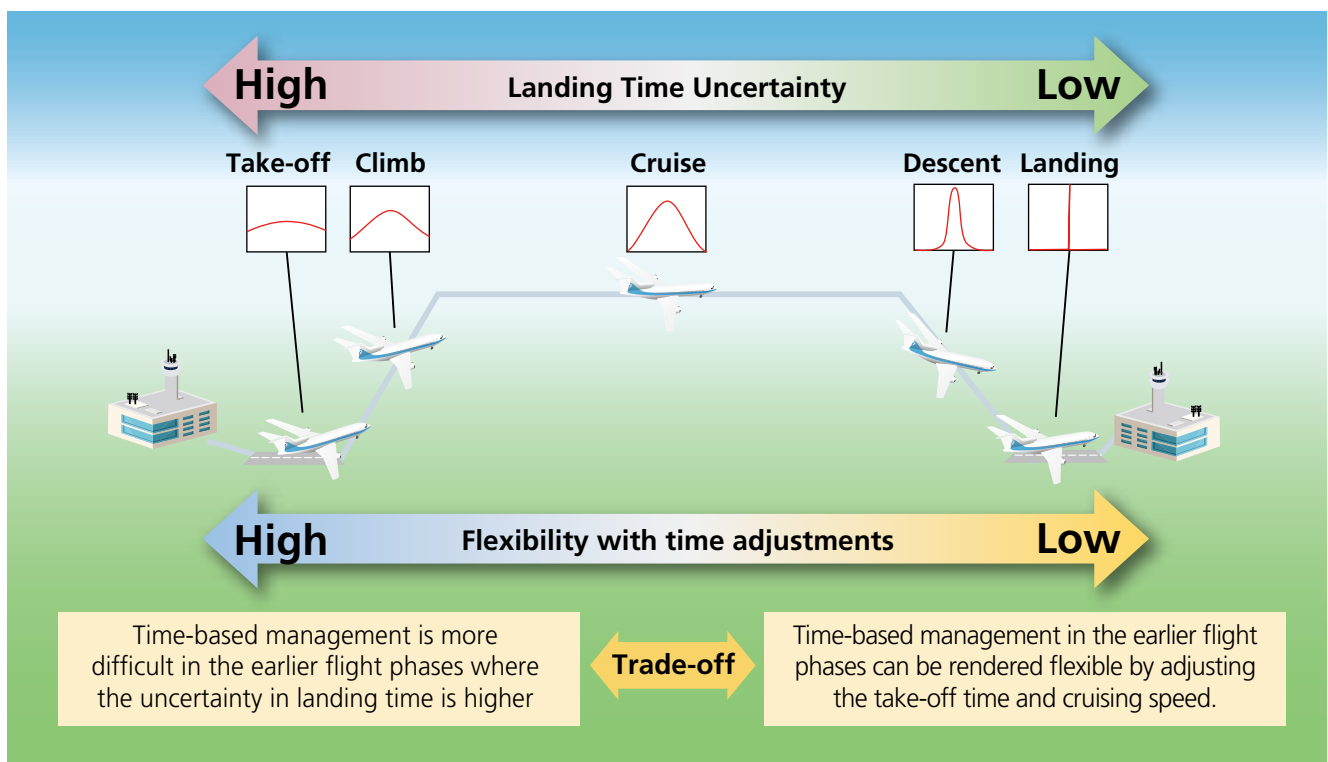 High Landing Time Uncertainty Low
Take-off Climb Cruise Descent Landing
High Flexibility with time adjustments Low
Time-based management is more
difficult in the earlier flight phases where
the uncertainty in landing time is higher
Trade-off
Time-based management in the earlier flight
phases can be rendered flexible by adjusting
the take-off time and cruising speed.